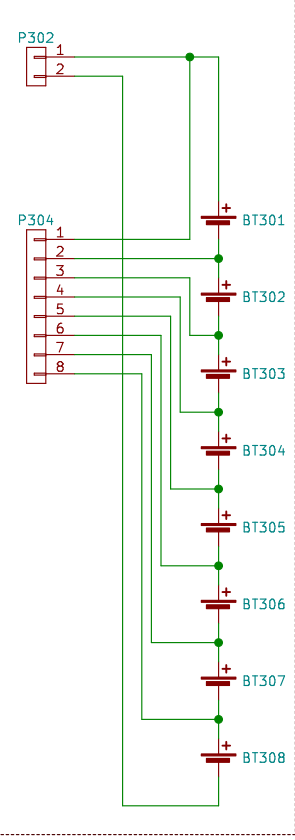 P302
1
2
P304
1
2
3
4
5
6
7
8
+
BT301
+
BT302
+
BT303
+
BT304
+
BT305
+
BT306
+
BT307
+
BT308